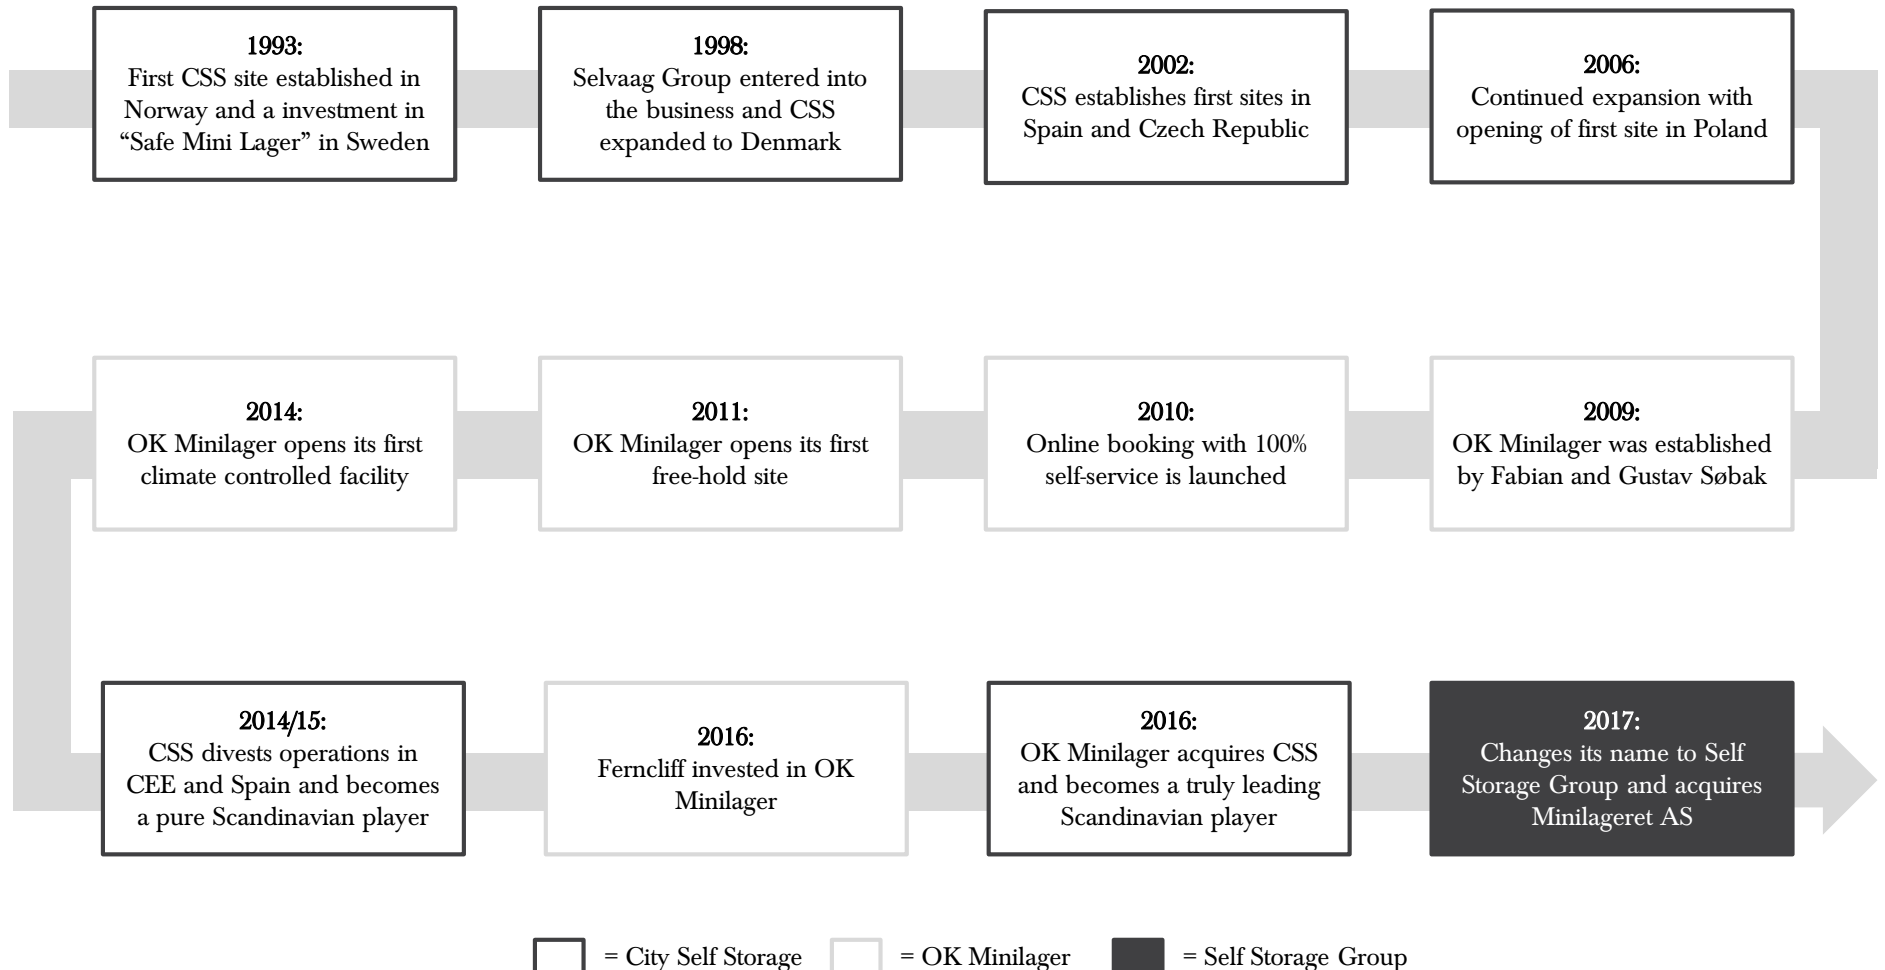 1993:
First CSS site established in
Norway and a investment in
“Safe Mini Lager” in Sweden
1998:
Selvaag Group entered into
the business and CSS
expanded to Denmark
2002:
CSS establishes first sites in
Spain and Czech Republic
2006:
Continued expansion with
opening of first site in Poland
2009:
OK Minilager was established
by Fabian and Gustav Søbak
2010:
Online booking with 100%
self-service is launched
2011:
OK Minilager opens its first
free-hold site
2014:
OK Minilager opens its first
climate controlled facility
2014/15:
CSS divests operations in
CEE and Spain and becomes
a pure Scandinavian player
2016:
Ferncliff invested in OK
Minilager
2016:
OK Minilager acquires CSS
and becomes a truly leading
Scandinavian player
2017:
Changes its name to Self
Storage Group and acquires
Minilageret AS
= City Self Storage
= OK Minilager
= Self Storage Group